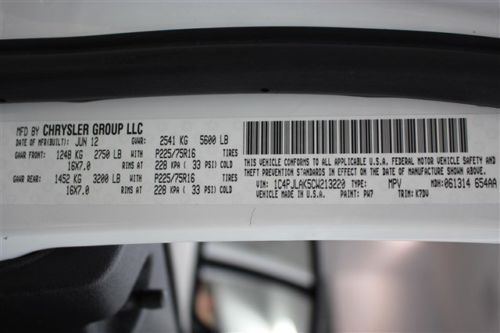 MFD BY CHRYSLER GROUP LLC
DATE OF MFR(BUILT): JUN 12 GVWR: 2541 KG 5600 LB
GAWR FRONT: 1248 KG 2750 LB WITH P225/75R16 TIRES
16X7.0 RIMS AT 228 KPA ( 33 PSI) COLD
GAWR REAR: 1452 KG 3200 LB WITH P225/75R16 TIRES
16X7.0 RIMS AT 228 KPA ( 33 PSI) COLD
THIS VEHICLE CONFORMS TO ALL APPLICABLE U.S.A. FEDERAL MOTOR VEHICLE
SAFETY, BUMPER AND THEFT PREVENTION STANDARDS IN
EFFECT ON THE DATE OF MANUFACTURE SHOWN ABOVE.
VIN: 1C4PJLAK5CW213220 TYPE: MPV MDH: 061314 654AA
VEHICLE MADE IN U.S.A. PAINT: PW7 TRIM: K7DV